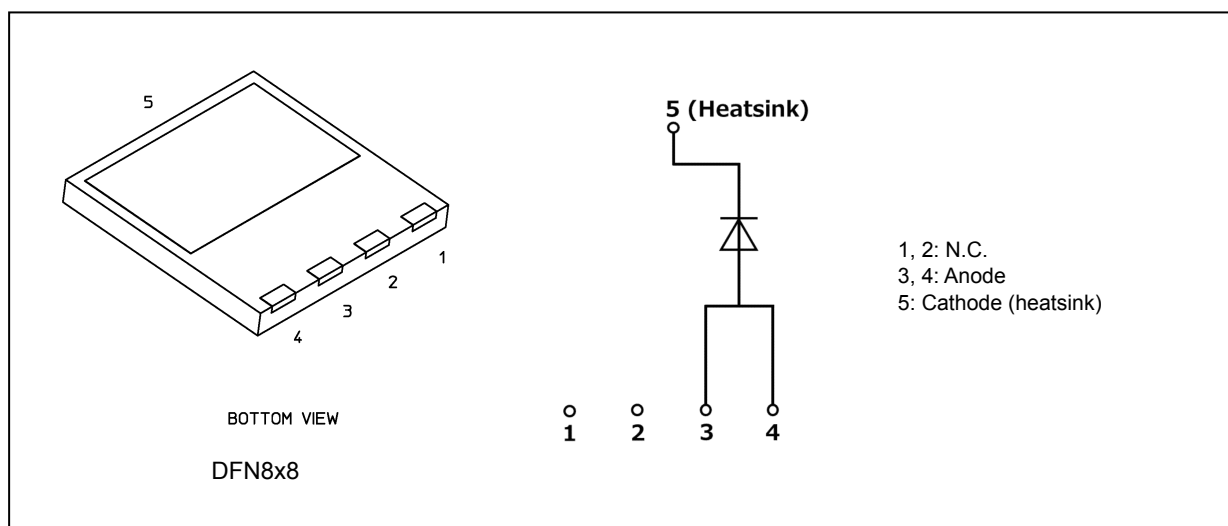 5
1
2
3
4
BOTTOM VIEW
DFN8x8
5 (Heatsink)
1 2 3 4
1, 2: N.C.
3, 4: Anode
5: Cathode (heatsink)